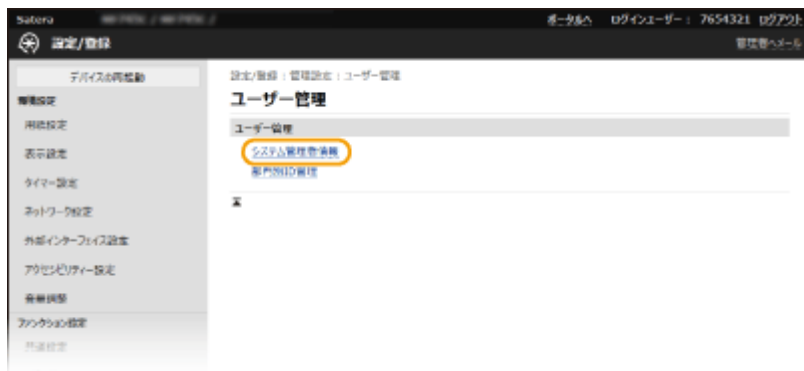 Satera
ポータルへ ログインユーザー： 7654321 ログアウト
設定/登録
管理者へメール
デバイスの再起動
環境設定
用紙設定
表示設定
タイマー設定
ネットワーク設定
外部インターフェイス設定
アクセシビリティー設定
音量調整
ファンクション設定
共通設定
設定/登録：管理設定：ユーザー管理
ユーザー管理
ユーザー管理
システム管理者情報
部門別ID管理